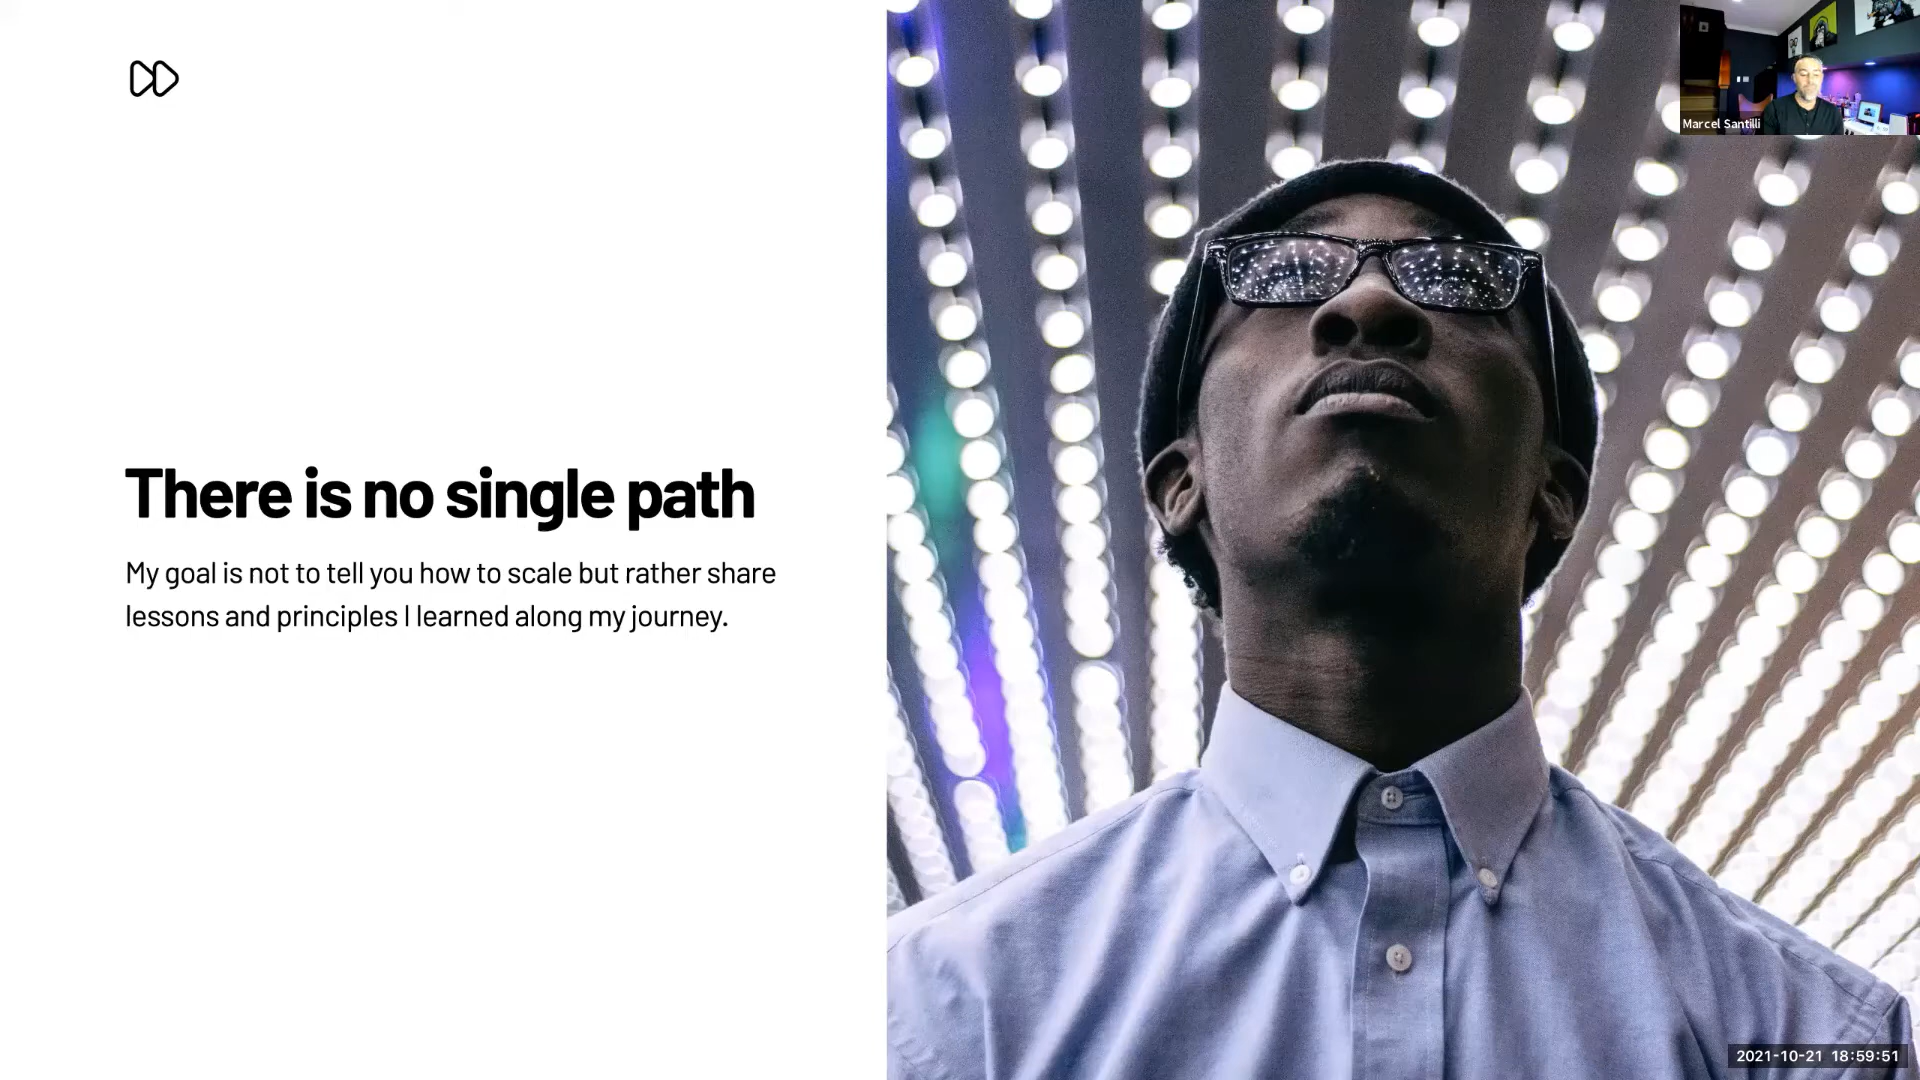 Marcel Santilli
There is no single path
My goal is not to tell you how to scale but rather share
lessons and principles I learned along my journey.
2021-10-21 18:59:51